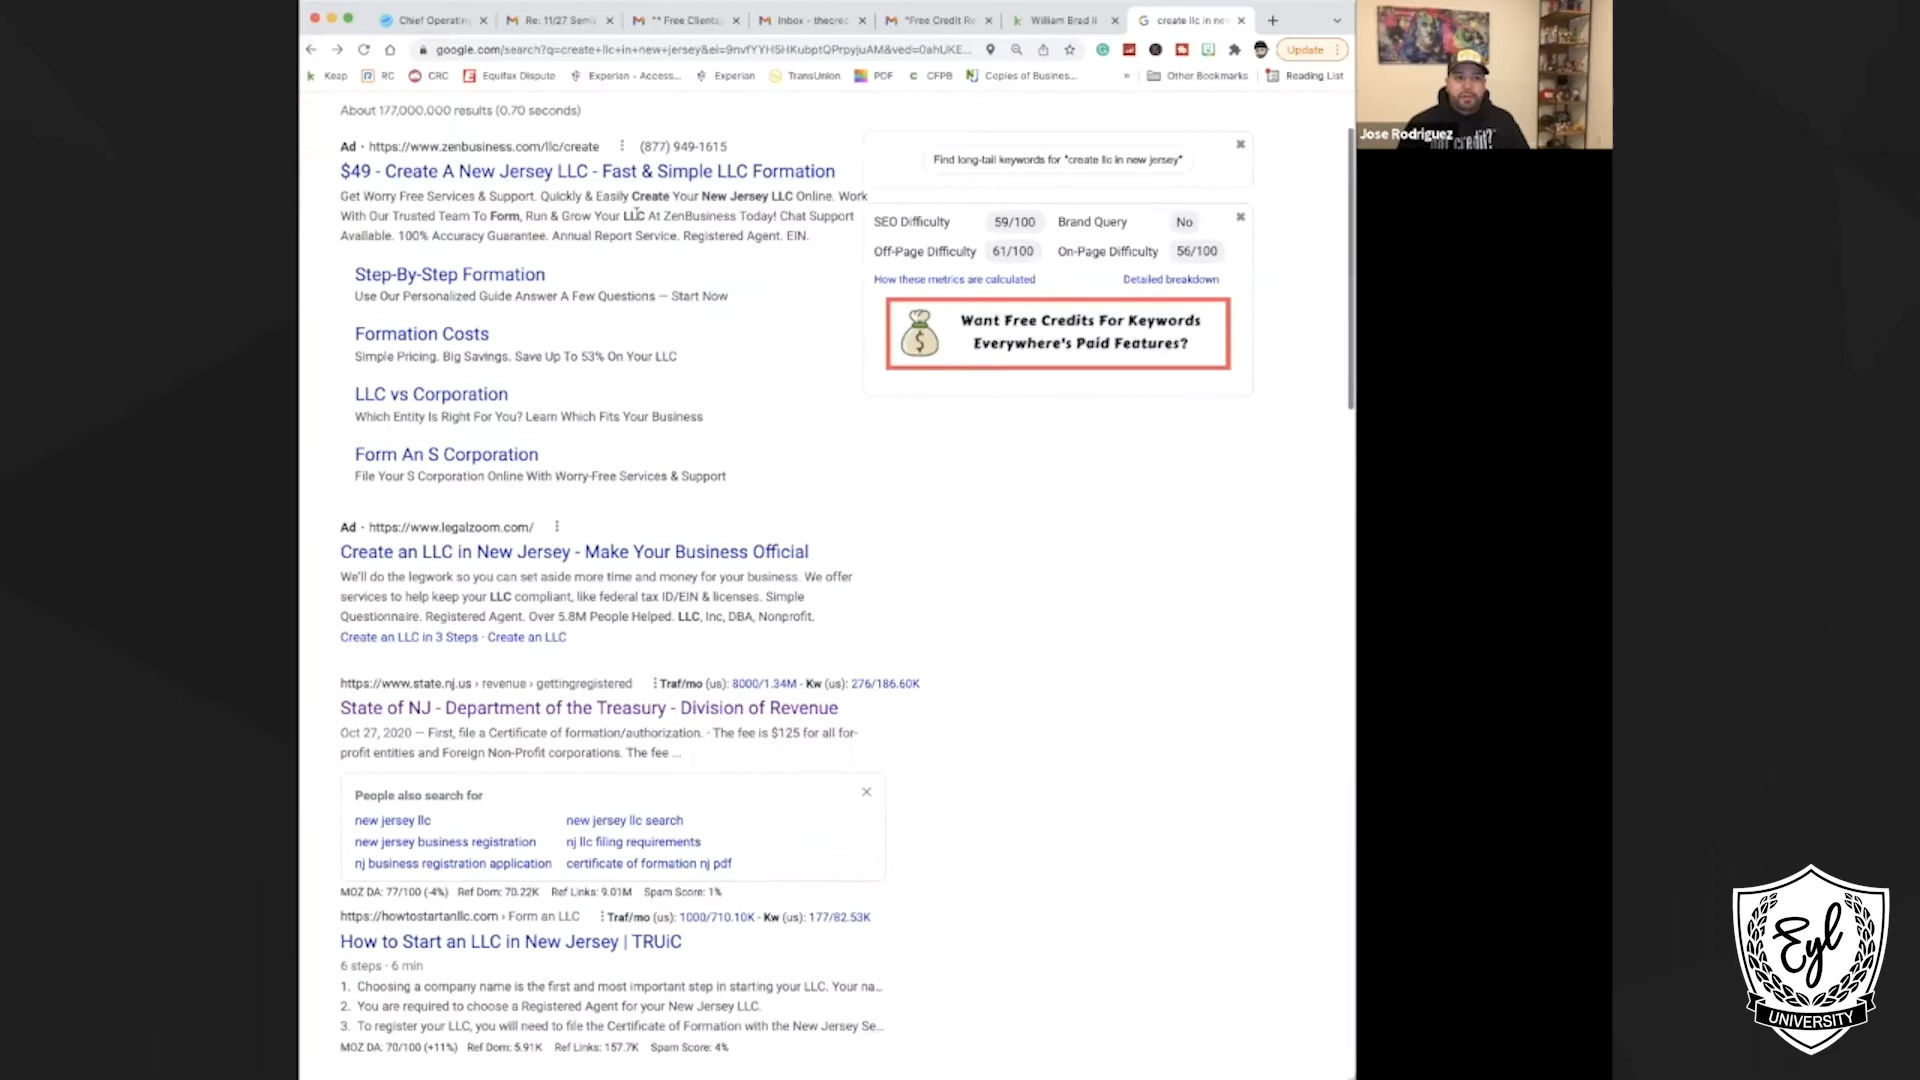 Chief Operatin
Re: 11/27 Semi
** Free Clients
Inbox - thecrec
"Free Credit Re
William Brad II
create llc in new
google.com/search?q=create+llc+in+new+jersey&ei=9nvfYYH5HKubptQPrpyjuAM&ved=0ahUKE...
Update
Keap
RC
CRC
Equifax Dispute
Experian - Access...
Experian
TransUnion
PDF
CFPB
Copies of Busines...
»
Other Bookmarks
Reading List
Jose Rodriguez
got credit?
About 177,000,000 results (0.70 seconds)
Ad · https://www.zenbusiness.com/llc/create (877) 949-1615
$49 - Create A New Jersey LLC - Fast & Simple LLC Formation
Get Worry Free Services & Support. Quickly & Easily Create Your New Jersey LLC Online. Work
With Our Trusted Team To Form, Run & Grow Your LLC At ZenBusiness Today! Chat Support
Available. 100% Accuracy Guarantee. Annual Report Service. Registered Agent. EIN.
Step-By-Step Formation
Use Our Personalized Guide Answer A Few Questions — Start Now
Formation Costs
Simple Pricing. Big Savings. Save Up To 53% On Your LLC
LLC vs Corporation
Which Entity Is Right For You? Learn Which Fits Your Business
Form An S Corporation
File Your S Corporation Online With Worry-Free Services & Support
Find long-tail keywords for "create llc in new jersey"
SEO Difficulty 59/100 Brand Query No
Off-Page Difficulty 61/100 On-Page Difficulty 56/100
How these metrics are calculated Detailed breakdown
Want Free Credits For Keywords
Everywhere's Paid Features?
Ad · https://www.legalzoom.com/
Create an LLC in New Jersey - Make Your Business Official
We'll do the legwork so you can set aside more time and money for your business. We offer
services to help keep your LLC compliant, like federal tax ID/EIN & licenses. Simple
Questionnaire. Registered Agent. Over 5.8M People Helped. LLC, Inc, DBA, Nonprofit.
Create an LLC in 3 Steps · Create an LLC
https://www.state.nj.us › revenue › gettingregistered Traf/mo (us): 8000/1.34M - Kw (us): 276/186.60K
State of NJ - Department of the Treasury - Division of Revenue
Oct 27, 2020 — First, file a Certificate of formation/authorization. · The fee is $125 for all for-
profit entities and Foreign Non-Profit corporations. The fee ...
People also search for
new jersey llc new jersey llc search
new jersey business registration nj llc filing requirements
nj business registration application certificate of formation nj pdf
MOZ DA: 77/100 (-4%) Ref Dom: 70.22K Ref Links: 9.01M Spam Score: 1%
https://howtostartanllc.com › Form an LLC Traf/mo (us): 1000/710.10K - Kw (us): 177/82.53K
How to Start an LLC in New Jersey | TRUiC
6 steps · 6 min
1. Choosing a company name is the first and most important step in starting your LLC. Your na...
2. You are required to choose a Registered Agent for your New Jersey LLC.
3. To register your LLC, you will need to file the Certificate of Formation with the New Jersey Se...
MOZ DA: 70/100 (+11%) Ref Dom: 5.91K Ref Links: 157.7K Spam Score: 4%
Eyl
UNIVERSITY